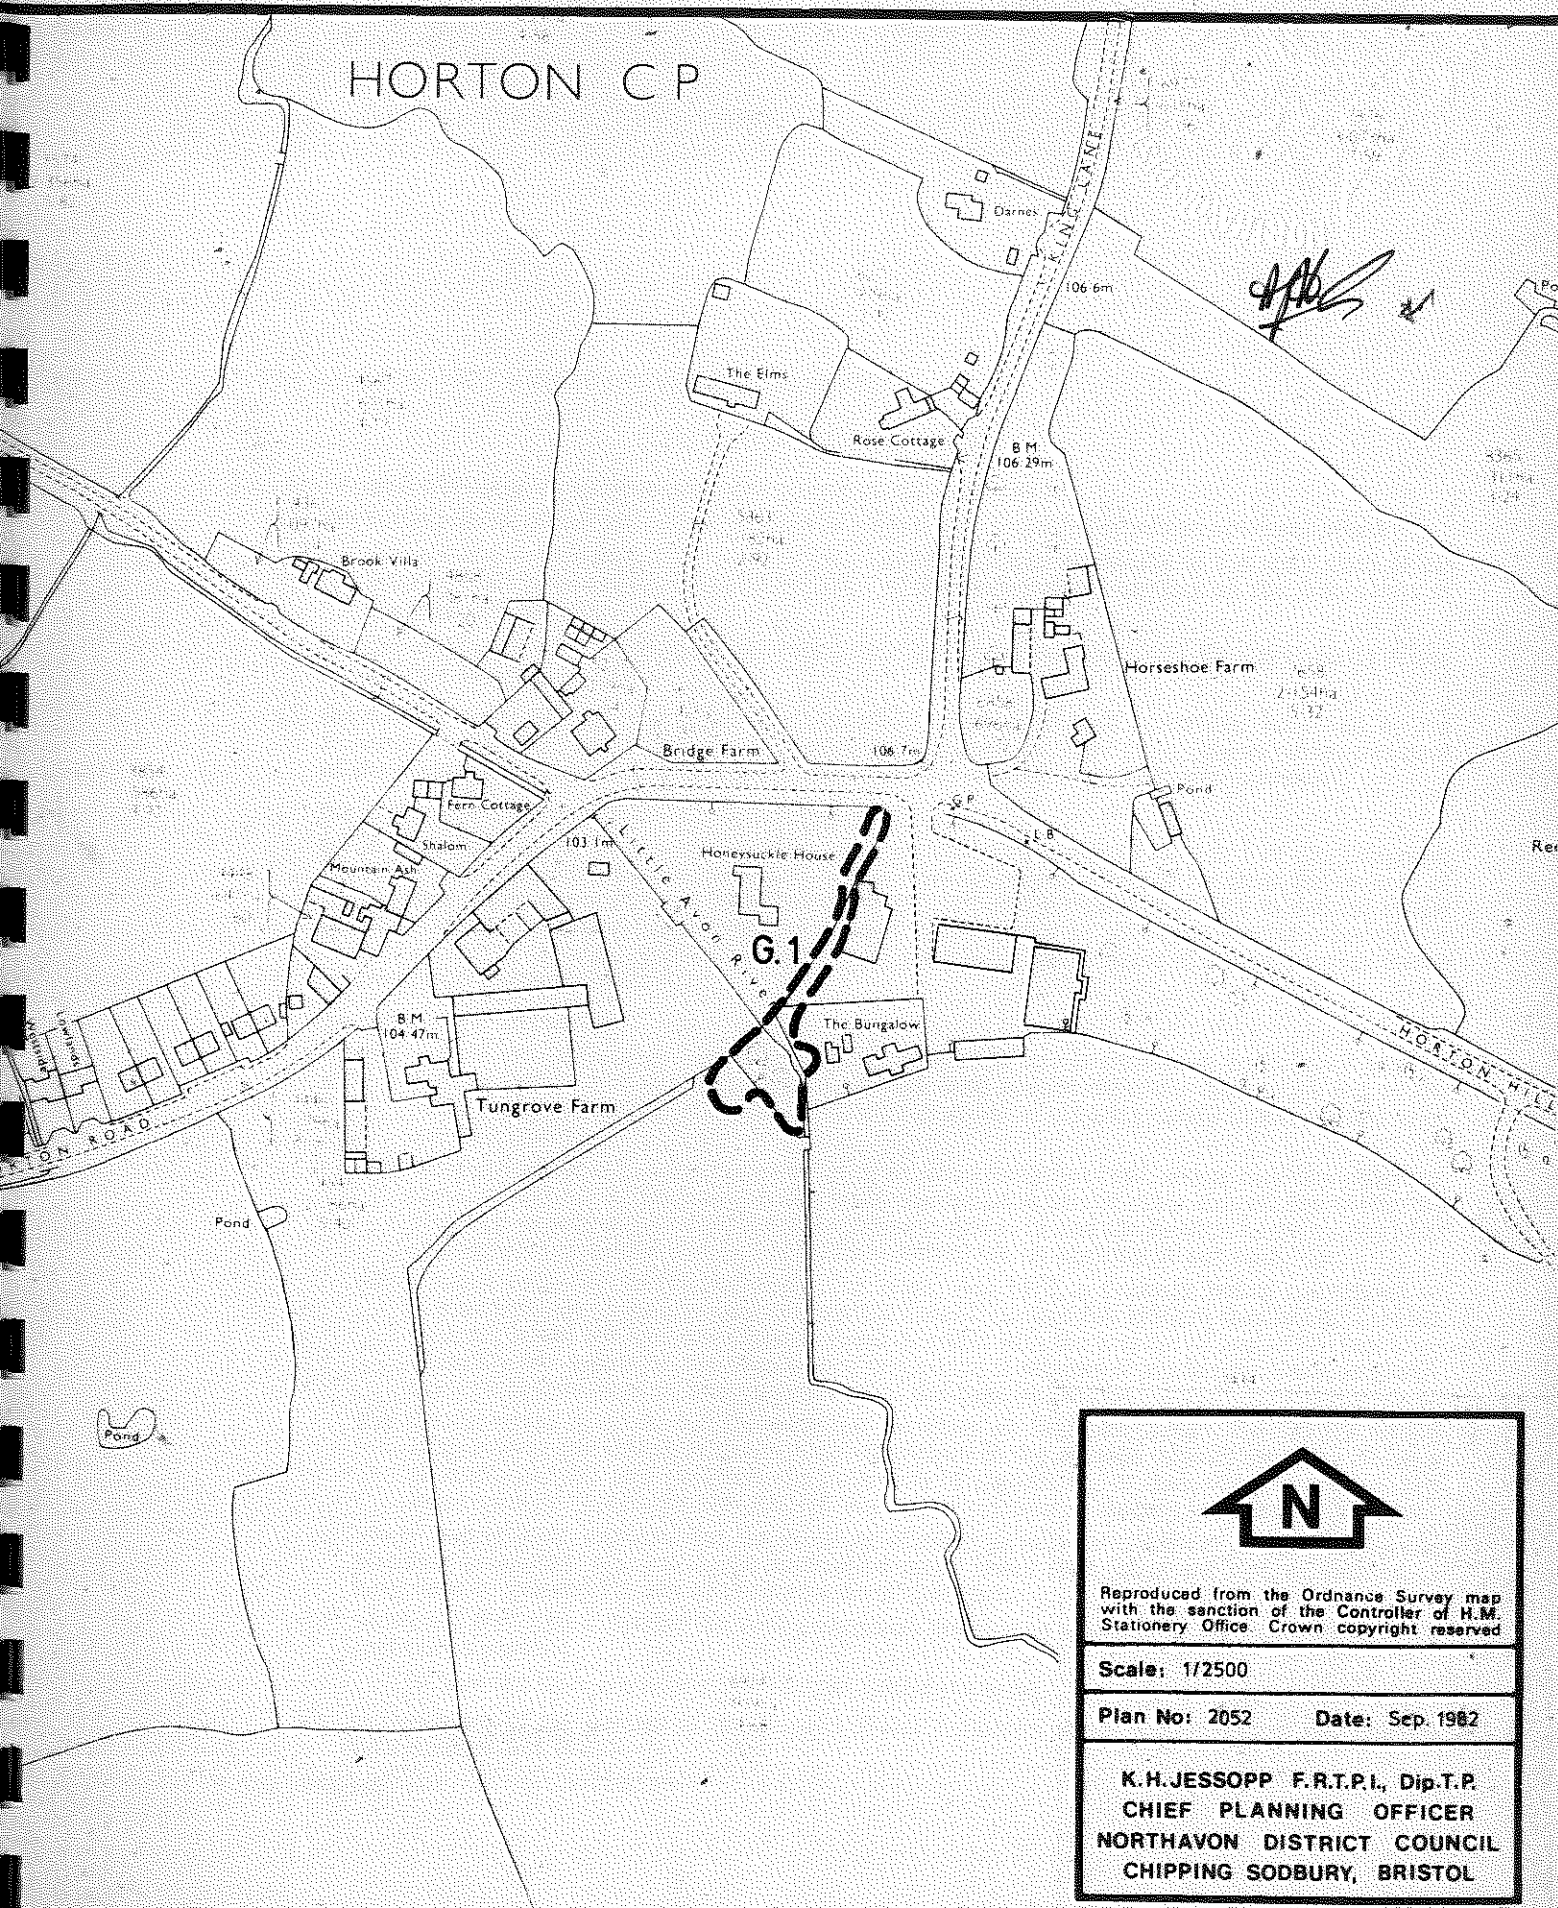 HORTON C P
KING LANE
Darnes
106·6m
The Elms
Rose Cottage
B M
106·29m
Brook Villa
Horseshoe Farm
Bridge Farm
106·7m
Pond
G P
L B
Fern Cottage
Shalom
Mountain Ash
103·1m
Honeysuckle House
Little Avon River
G.1
The Bungalow
B M
104·47m
Lowlands
Tungrove Farm
HORTON HILL
ROAD
Pond
Pond
N
Reproduced from the Ordnance Survey map
with the sanction of the Controller of H.M.
Stationery Office Crown copyright reserved
Scale: 1/2500
Plan No: 2052 Date: Sep. 1982
K.H.JESSOPP F.R.T.P.I., Dip.T.P.
CHIEF PLANNING OFFICER
NORTHAVON DISTRICT COUNCIL
CHIPPING SODBURY, BRISTOL